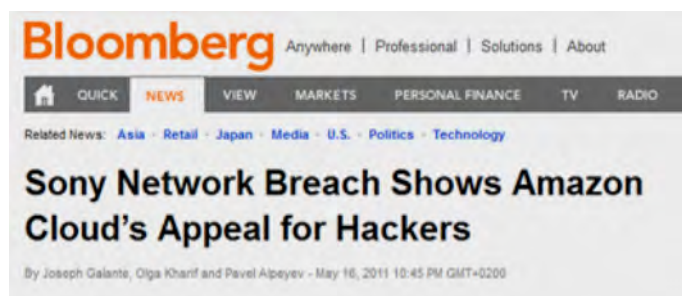 Bloomberg Anywhere | Professional | Solutions | About
QUICK NEWS VIEW MARKETS PERSONAL FINANCE TV RADIO
Related News: Asia · Retail · Japan · Media · U.S. · Politics · Technology
Sony Network Breach Shows Amazon
Cloud's Appeal for Hackers
By Joseph Galante, Olga Kharif and Pavel Alpeyev - May 16, 2011 10:45 PM GMT+0200